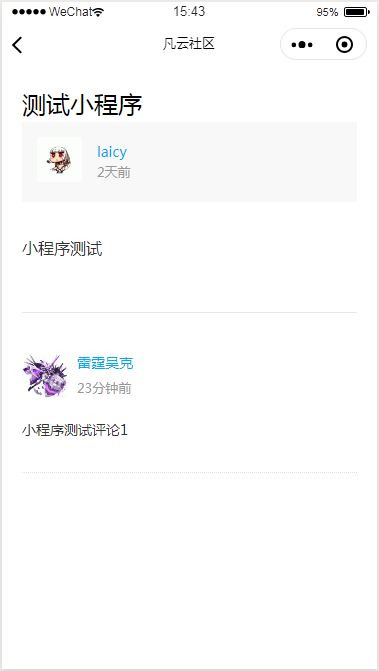 ●●●●● WeChat 15:43 95%
凡云社区
测试小程序
laicy
2天前
小程序测试
雷霆昊克
23分钟前
小程序测试评论1